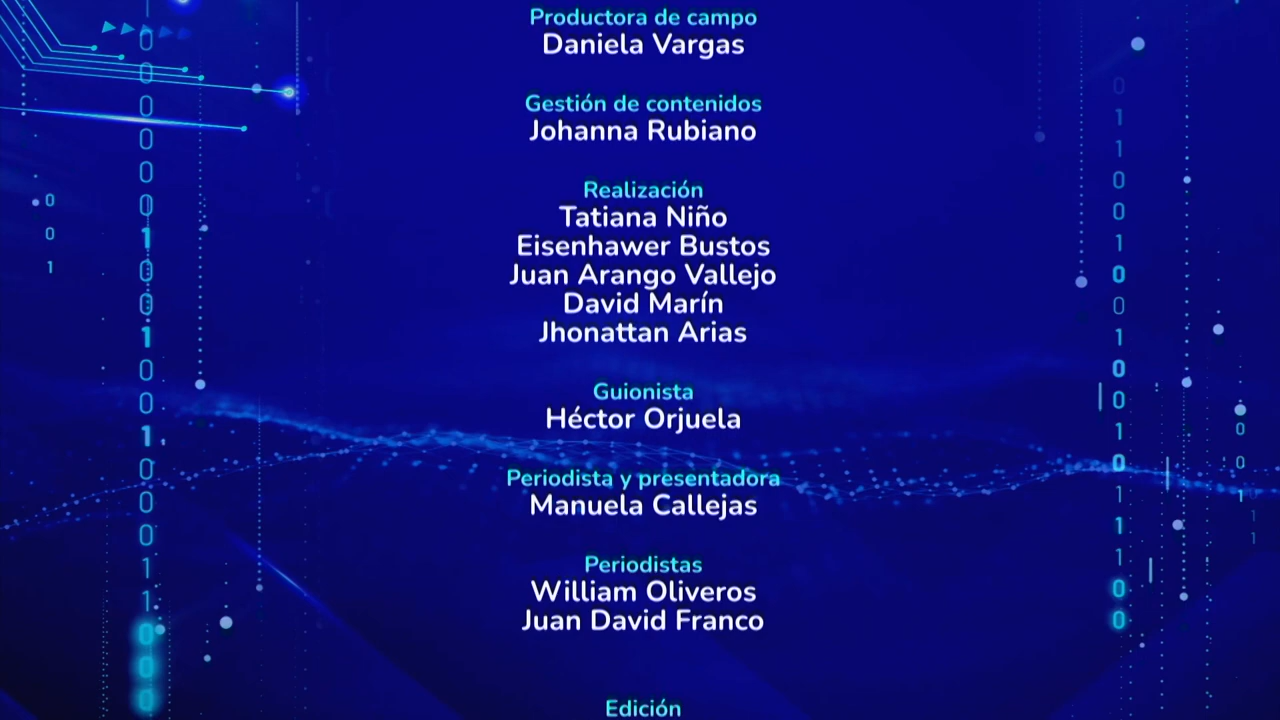 Productora de campo
Daniela Vargas
Gestión de contenidos
Johanna Rubiano
Realización
Tatiana Niño
Eisenhawer Bustos
Juan Arango Vallejo
David Marín
Jhonattan Arias
Guionista
Héctor Orjuela
Periodista y presentadora
Manuela Callejas
Periodistas
William Oliveros
Juan David Franco
Edición